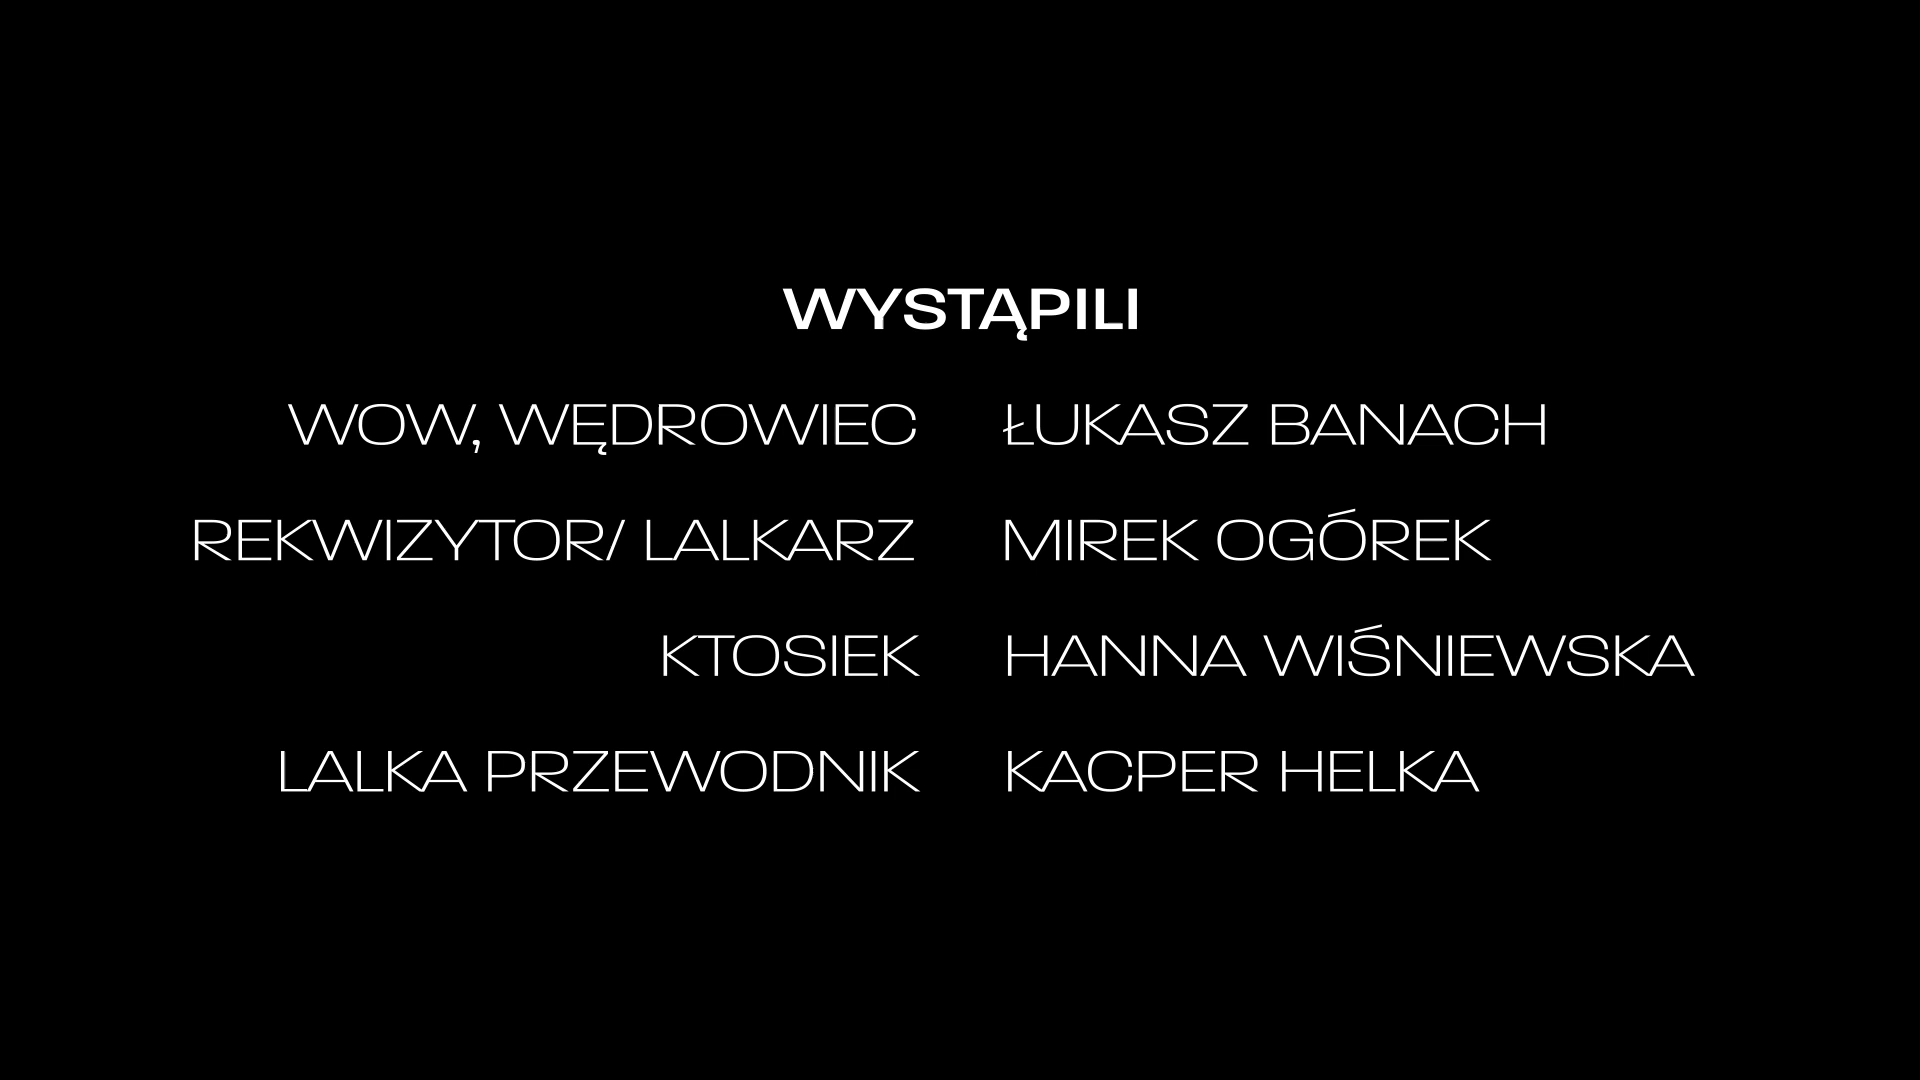 WYSTĄPILI
WOW, WĘDROWIEC ŁUKASZ BANACH
REKWIZYTOR/ LALKARZ MIREK OGÓREK
KTOSIEK HANNA WIŚNIEWSKA
LALKA PRZEWODNIK KACPER HELKA